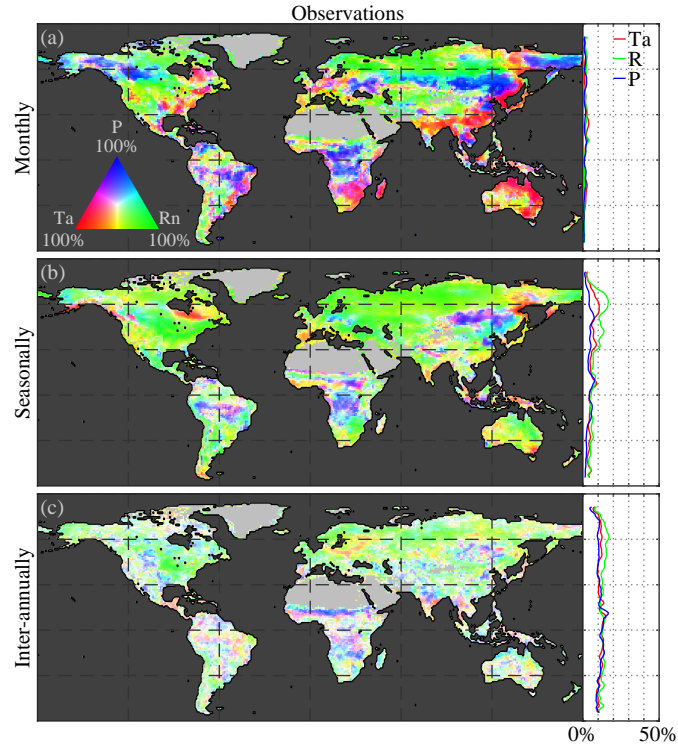 Observations
(a)
Ta
R
P
Monthly
P
100%
Ta
Rn
100%
100%
(b)
Seasonally
(c)
Inter-annually
0%
50%